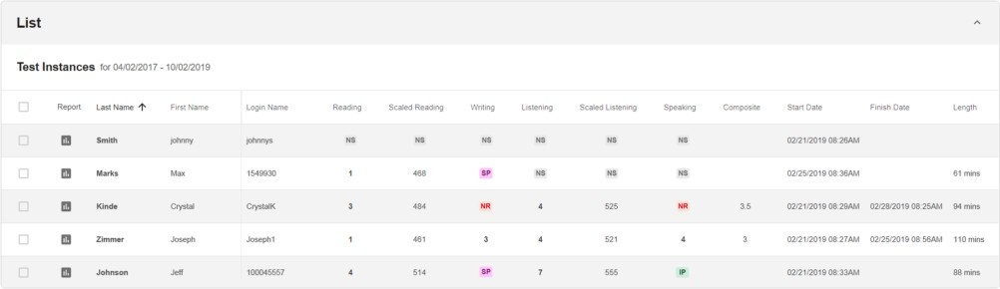 List
Test Instances for 04/02/2017 - 10/02/2019
Report Last Name First Name Login Name Reading Scaled Reading Writing Listening Scaled Listening Speaking Composite Start Date Finish Date Length
Smith johnny johnnys NS NS NS NS NS NS 02/21/2019 08:26AM
Marks Max 1549930 1 468 SP NS NS NS 02/25/2019 08:36AM 61 mins
Kinde Crystal CrystalK 3 484 NR 4 525 NR 3.5 02/21/2019 08:29AM 02/28/2019 08:25AM 94 mins
Zimmer Joseph Joseph1 1 461 3 4 521 4 3 02/21/2019 08:27AM 02/25/2019 08:56AM 110 mins
Johnson Jeff 100045557 4 514 SP 7 555 IP 02/21/2019 08:33AM 88 mins